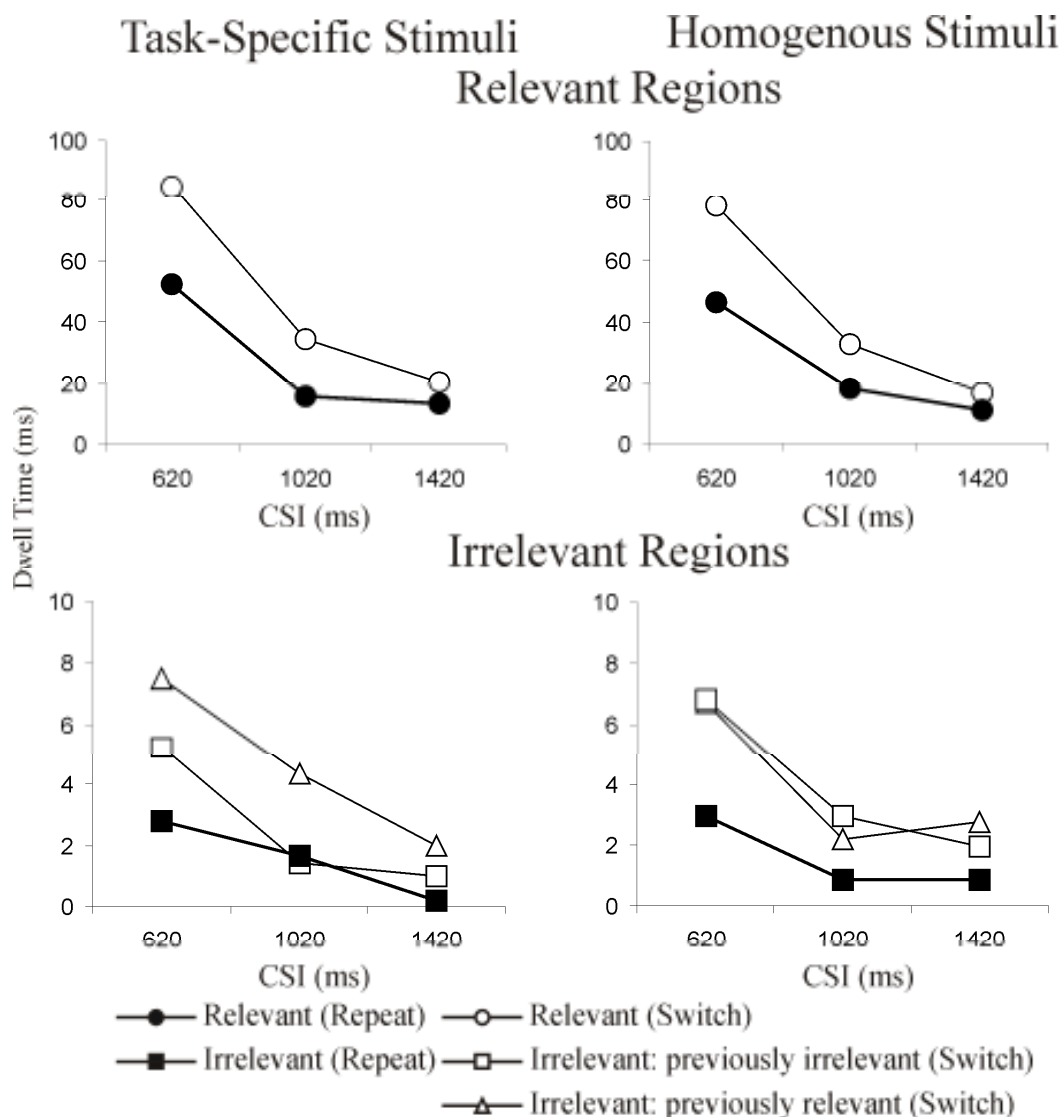 Task-Specific Stimuli Homogenous Stimuli
Relevant Regions
100 100
80 80
60 60
40 40
20 20
0 0
620 1020 1420 620 1020 1420
CSI (ms) CSI (ms)
Dwell Time (ms)
Irrelevant Regions
10 10
8 8
6 6
4 4
2 2
0 0
620 1020 1420 620 1020 1420
CSI (ms) CSI (ms)
Relevant (Repeat) Relevant (Switch)
Irrelevant (Repeat) Irrelevant: previously irrelevant (Switch)
Irrelevant: previously relevant (Switch)